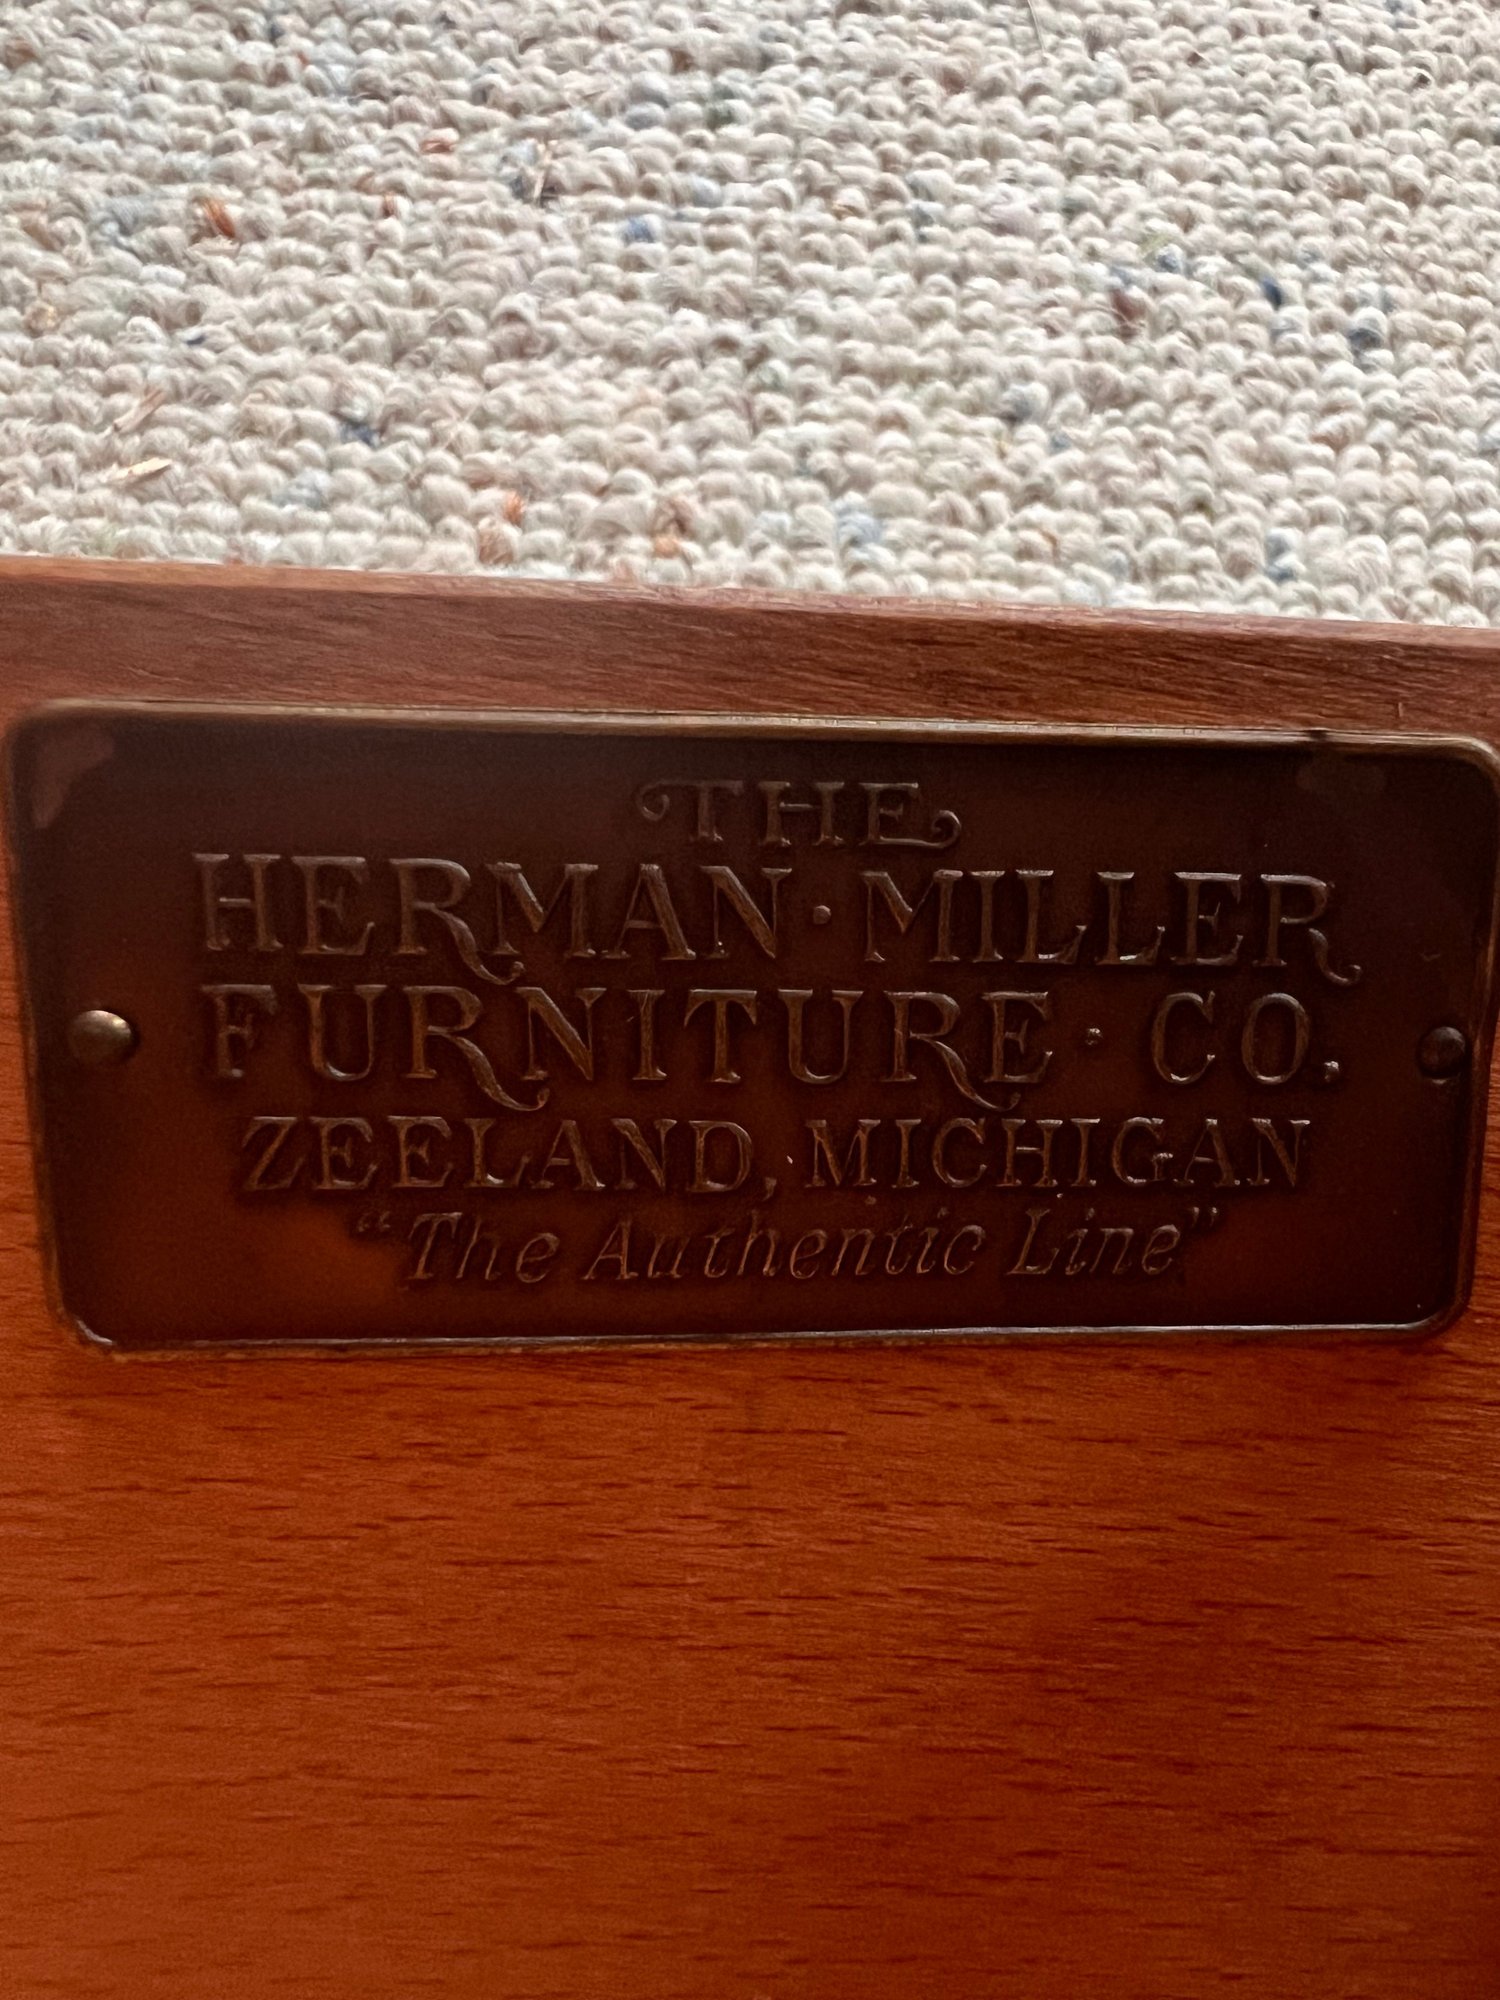 THE
HERMAN · MILLER
FURNITURE · CO.
ZEELAND, MICHIGAN
"The Authentic Line"